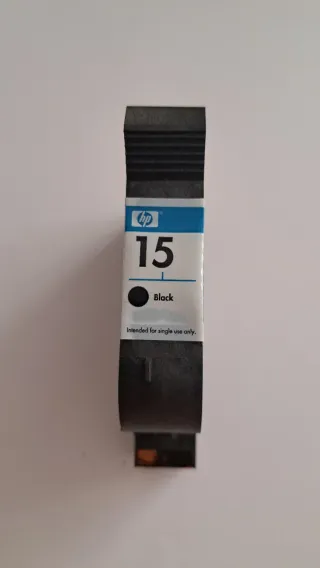 hp
15
Black
Intended for single use only.